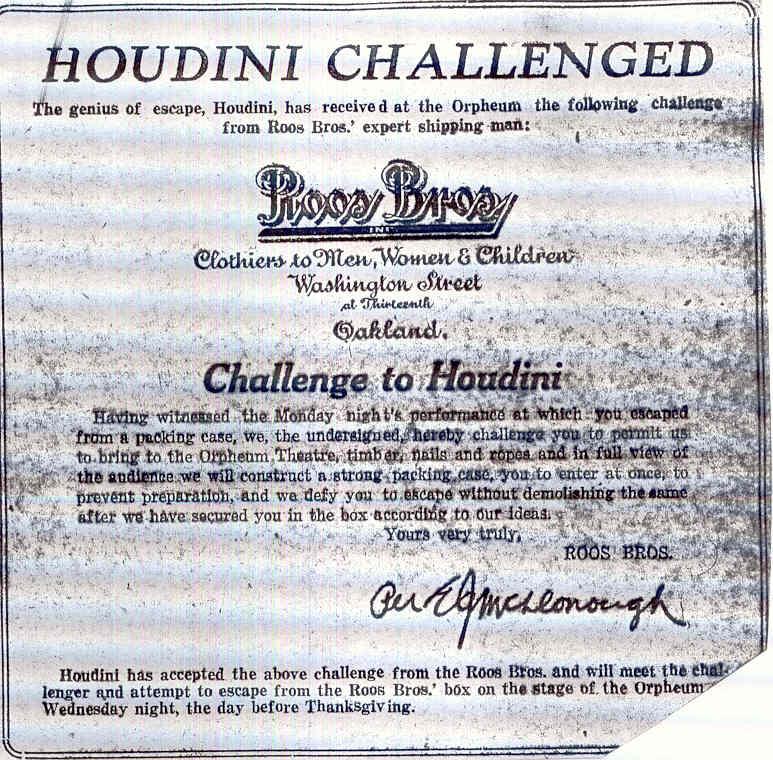 HOUDINI CHALLENGED
The genius of escape, Houdini, has received at the Orpheum the following challenge
from Roos Bros.' expert shipping man:
Roos Bros
INC.
Clothiers to Men, Women & Children
Washington Street
at Thirteenth
Oakland.
Challenge to Houdini
Having witnessed the Monday night's performance at which you escaped
from a packing case, we, the undersigned, hereby challenge you to permit us
to bring to the Orpheum Theatre, timber, nails and ropes and in full view of
the audience we will construct a strong packing case, you to enter at once, to
prevent preparation, and we defy you to escape without demolishing the same
after we have secured you in the box according to our ideas.
Yours very truly,
ROOS BROS.
Per E J McDonough
Houdini has accepted the above challenge from the Roos Bros. and will meet the chal-
lenger and attempt to escape from the Roos Bros.' box on the stage of the Orpheum
Wednesday night, the day before Thanksgiving.